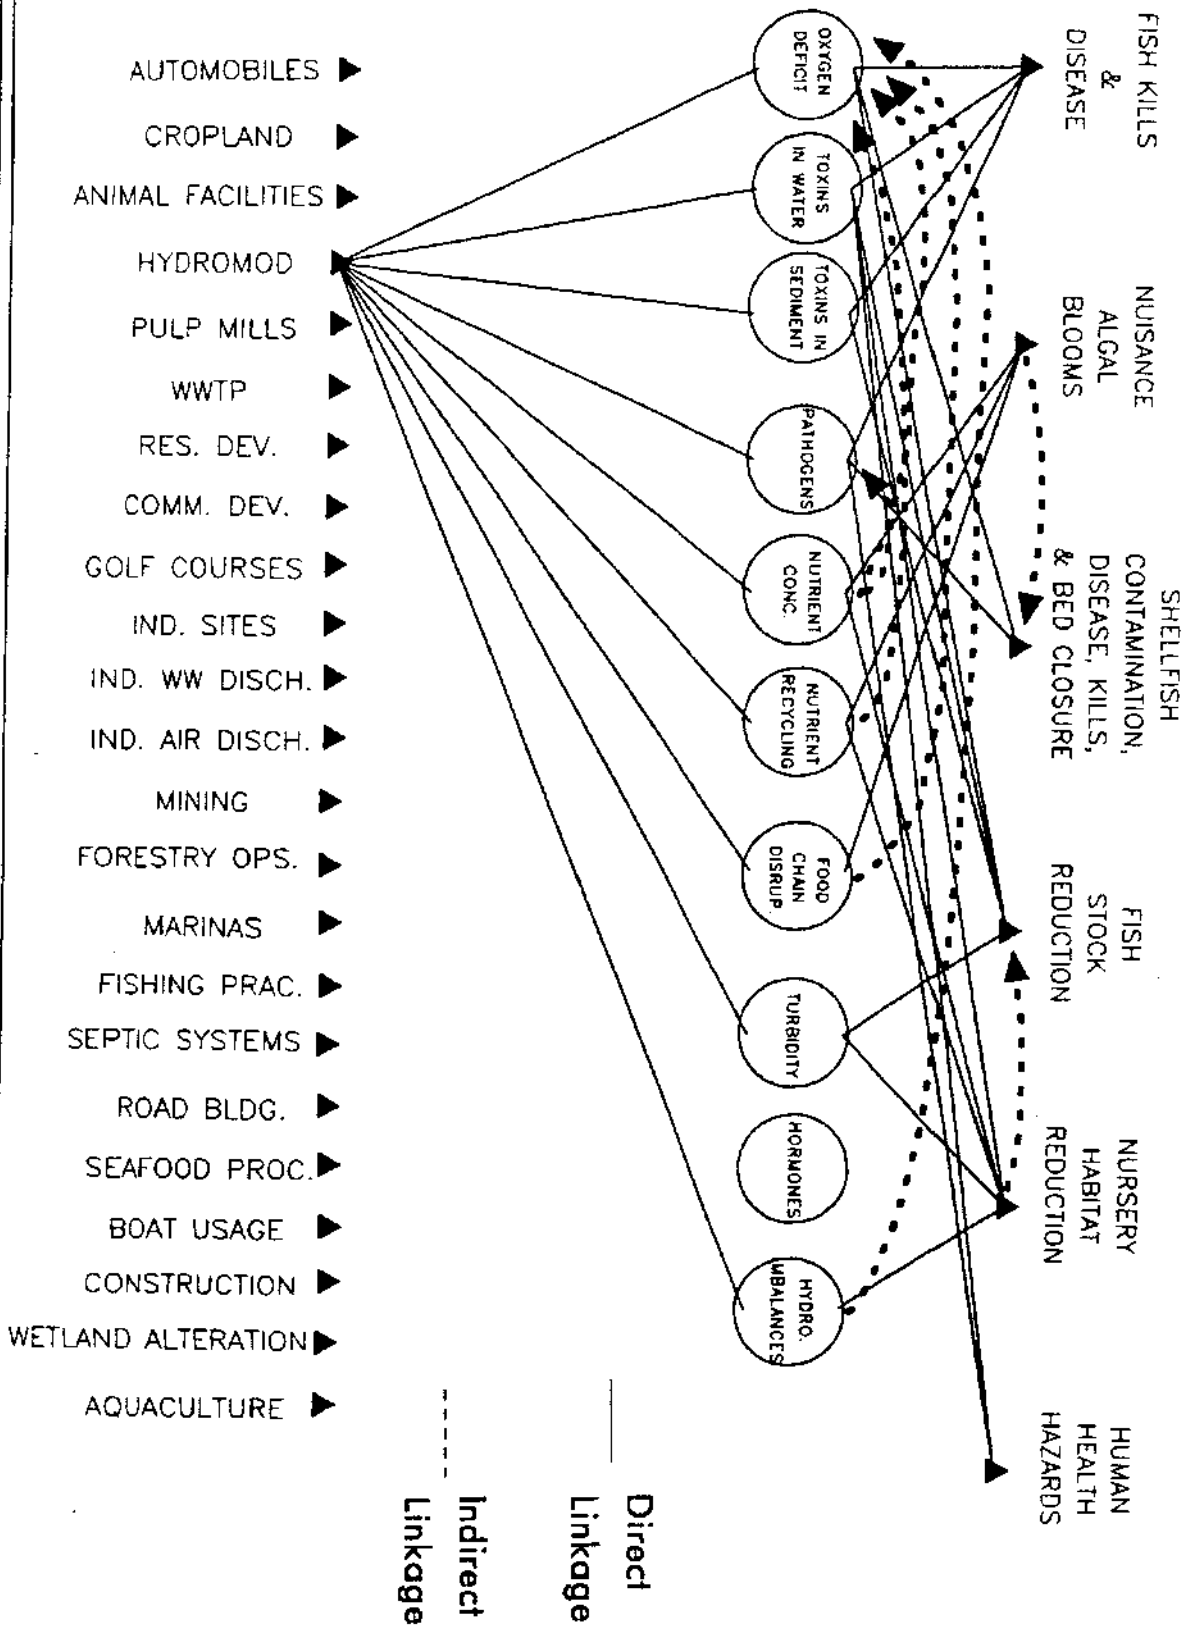 FISH KILLS
&
DISEASE
NUISANCE
ALGAL
BLOOMS
SHELLFISH
CONTAMINATION,
DISEASE, KILLS,
& BED CLOSURE
FISH
STOCK
REDUCTION
NURSERY
HABITAT
REDUCTION
HUMAN
HEALTH
HAZARDS
OXYGEN
DEFICIT
TOXINS
IN WATER
TOXINS IN
SEDIMENT
PATHOGENS
NUTRIENT
CONC.
NUTRIENT
RECYCLING
FOOD
CHAIN
DISRUP
TURBIDITY
HORMONES
HYDRO.
MBALANCES
AUTOMOBILES
CROPLAND
ANIMAL FACILITIES
HYDROMOD
PULP MILLS
WWTP
RES. DEV.
COMM. DEV.
GOLF COURSES
IND. SITES
IND. WW DISCH.
IND. AIR DISCH.
MINING
FORESTRY OPS.
MARINAS
FISHING PRAC.
SEPTIC SYSTEMS
ROAD BLDG.
SEAFOOD PROC.
BOAT USAGE
CONSTRUCTION
WETLAND ALTERATION
AQUACULTURE
Direct
Linkage
Indirect
Linkage